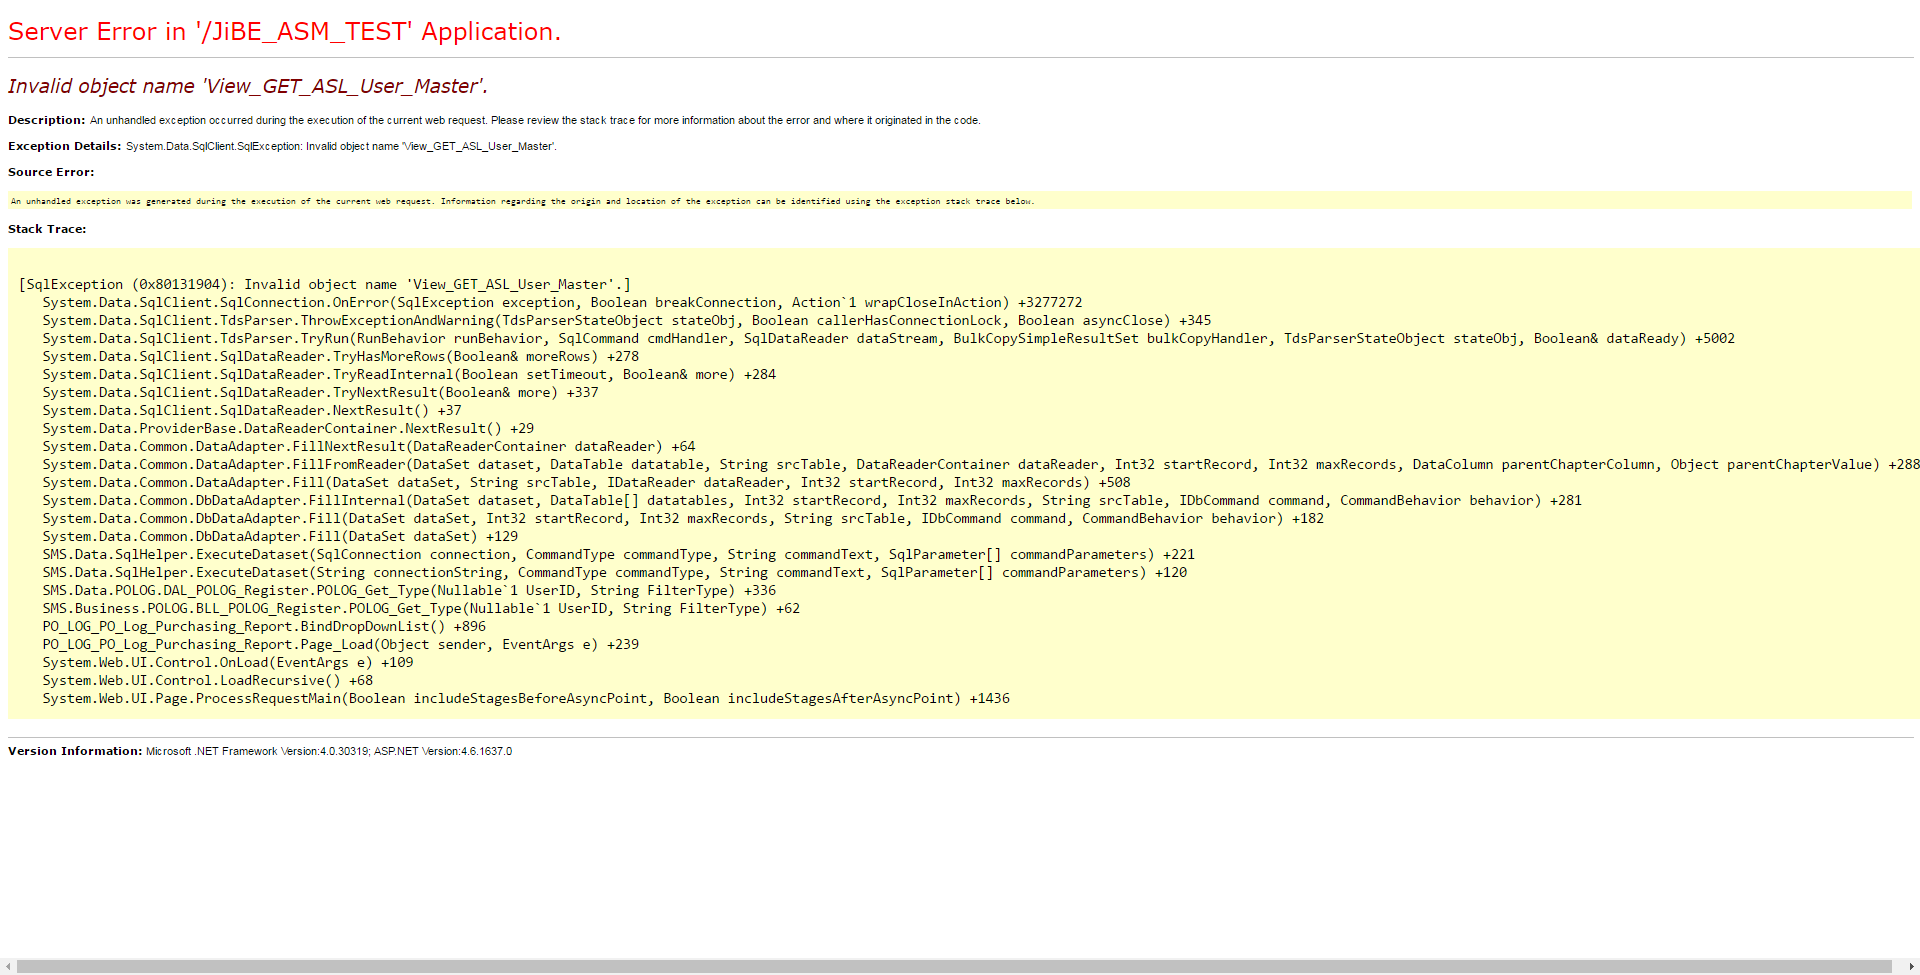 Server Error in '/JiBE_ASM_TEST' Application.
Invalid object name 'View_GET_ASL_User_Master'.
Description: An unhandled exception occurred during the execution of the current web request. Please review the stack trace for more information about the error and where it originated in the code.
Exception Details: System.Data.SqlClient.SqlException: Invalid object name 'View_GET_ASL_User_Master'.
Source Error:
An unhandled exception was generated during the execution of the current web request. Information regarding the origin and location of the exception can be identified using the exception stack trace below.
Stack Trace:
[SqlException (0x80131904): Invalid object name 'View_GET_ASL_User_Master'.]
System.Data.SqlClient.SqlConnection.OnError(SqlException exception, Boolean breakConnection, Action`1 wrapCloseInAction) +3277272
System.Data.SqlClient.TdsParser.ThrowExceptionAndWarning(TdsParserStateObject stateObj, Boolean callerHasConnectionLock, Boolean asyncClose) +345
System.Data.SqlClient.TdsParser.TryRun(RunBehavior runBehavior, SqlCommand cmdHandler, SqlDataReader dataStream, BulkCopySimpleResultSet bulkCopyHandler, TdsParserStateObject stateObj, Boolean& dataReady) +5002
System.Data.SqlClient.SqlDataReader.TryHasMoreRows(Boolean& moreRows) +278
System.Data.SqlClient.SqlDataReader.TryReadInternal(Boolean setTimeout, Boolean& more) +284
System.Data.SqlClient.SqlDataReader.TryNextResult(Boolean& more) +337
System.Data.SqlClient.SqlDataReader.NextResult() +37
System.Data.ProviderBase.DataReaderContainer.NextResult() +29
System.Data.Common.DataAdapter.FillNextResult(DataReaderContainer dataReader) +64
System.Data.Common.DataAdapter.FillFromReader(DataSet dataset, DataTable datatable, String srcTable, DataReaderContainer dataReader, Int32 startRecord, Int32 maxRecords, DataColumn parentChapterColumn, Object parentChapterValue) +288
System.Data.Common.DataAdapter.Fill(DataSet dataSet, String srcTable, IDataReader dataReader, Int32 startRecord, Int32 maxRecords) +508
System.Data.Common.DbDataAdapter.FillInternal(DataSet dataset, DataTable[] datatables, Int32 startRecord, Int32 maxRecords, String srcTable, IDbCommand command, CommandBehavior behavior) +281
System.Data.Common.DbDataAdapter.Fill(DataSet dataSet, Int32 startRecord, Int32 maxRecords, String srcTable, IDbCommand command, CommandBehavior behavior) +182
System.Data.Common.DbDataAdapter.Fill(DataSet dataSet) +129
SMS.Data.SqlHelper.ExecuteDataset(SqlConnection connection, CommandType commandType, String commandText, SqlParameter[] commandParameters) +221
SMS.Data.SqlHelper.ExecuteDataset(String connectionString, CommandType commandType, String commandText, SqlParameter[] commandParameters) +120
SMS.Data.POLOG.DAL_POLOG_Register.POLOG_Get_Type(Nullable`1 UserID, String FilterType) +336
SMS.Business.POLOG.BLL_POLOG_Register.POLOG_Get_Type(Nullable`1 UserID, String FilterType) +62
PO_LOG_PO_Log_Purchasing_Report.BindDropDownList() +896
PO_LOG_PO_Log_Purchasing_Report.Page_Load(Object sender, EventArgs e) +239
System.Web.UI.Control.OnLoad(EventArgs e) +109
System.Web.UI.Control.LoadRecursive() +68
System.Web.UI.Page.ProcessRequestMain(Boolean includeStagesBeforeAsyncPoint, Boolean includeStagesAfterAsyncPoint) +1436
Version Information: Microsoft .NET Framework Version:4.0.30319; ASP.NET Version:4.6.1637.0